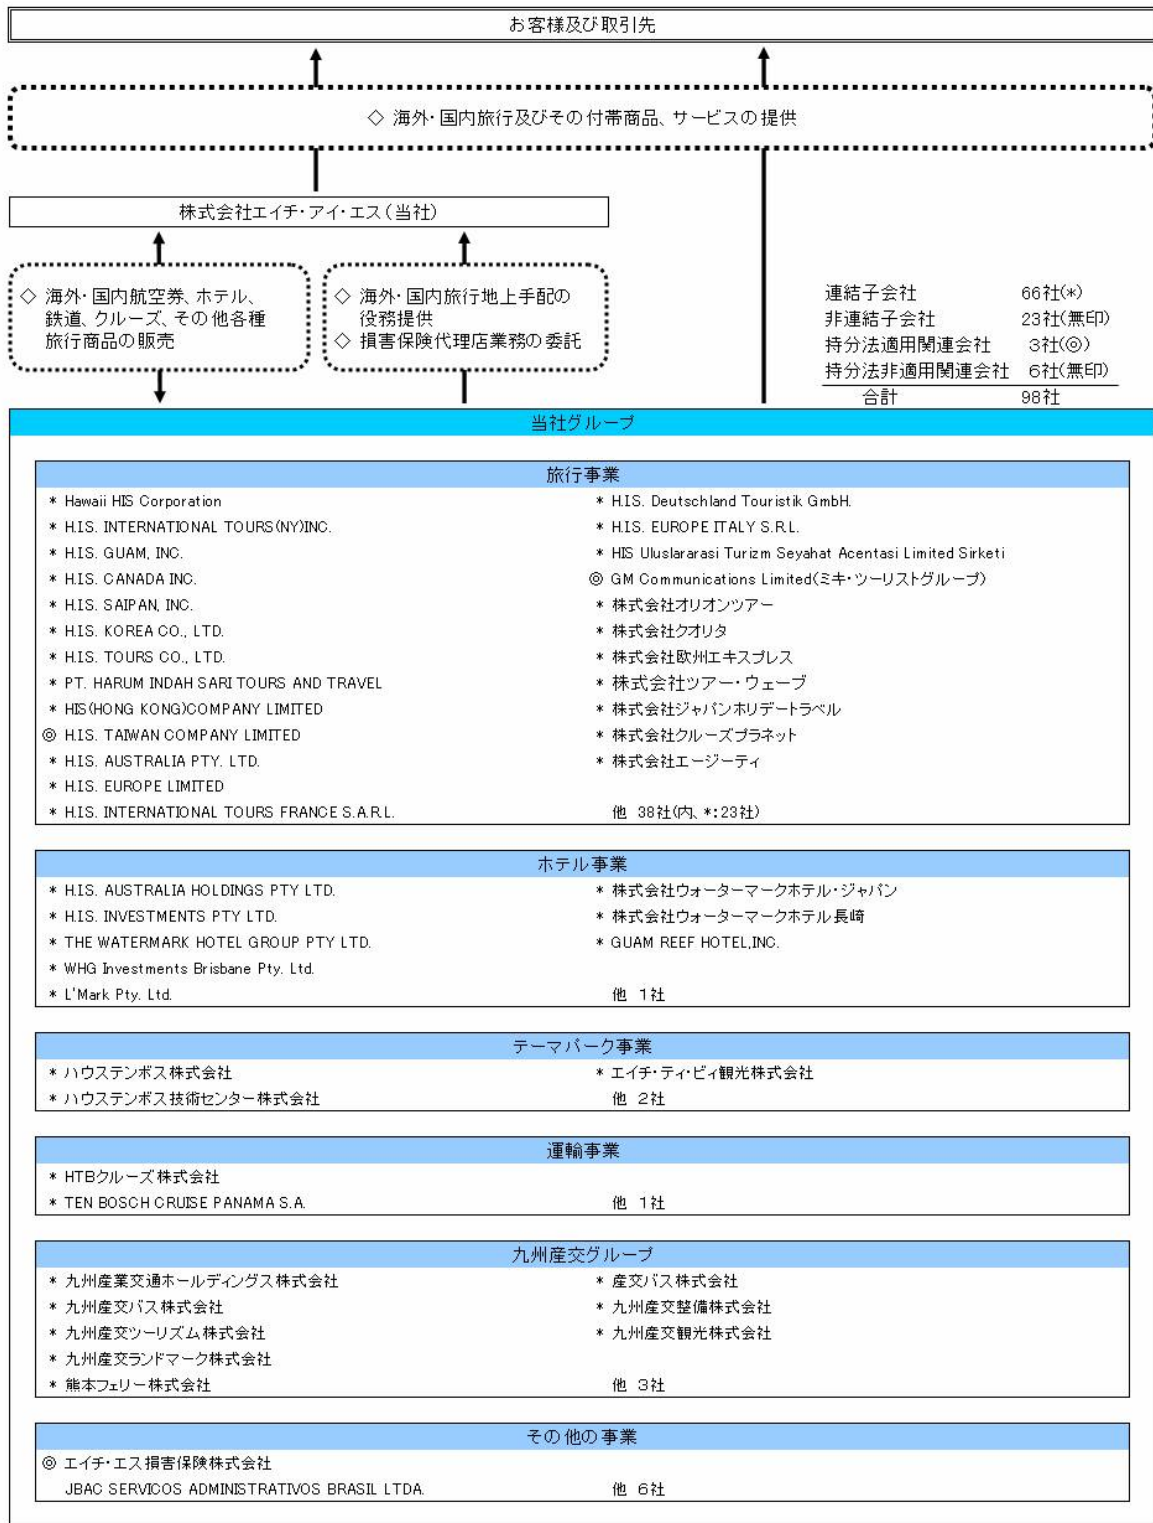 お客様及び取引先
◇ 海外・国内旅行及びその付帯商品、サービスの提供
株式会社エイチ・アイ・エス(当社)
◇ 海外・国内航空券、ホテル、
鉄道、クルーズ、その他各種
旅行商品の販売
◇ 海外・国内旅行地上手配の
役務提供
◇ 損害保険代理店業務の委託
連結子会社 66社(*)
非連結子会社 23社(無印)
持分法適用関連会社 3社(◎)
持分法非適用関連会社 6社(無印)
合計 98社
当社グループ
旅行事業
* Hawaii HIS Corporation
* H.I.S. INTERNATIONAL TOURS(NY)INC.
* H.I.S. GUAM, INC.
* H.I.S. CANADA INC.
* H.I.S. SAIPAN, INC.
* H.I.S. KOREA CO., LTD.
* H.I.S. TOURS CO., LTD.
* PT. HARUM INDAH SARI TOURS AND TRAVEL
* HIS(HONG KONG)COMPANY LIMITED
◎ H.I.S. TAIWAN COMPANY LIMITED
* H.I.S. AUSTRALIA PTY. LTD.
* H.I.S. EUROPE LIMITED
* H.I.S. INTERNATIONAL TOURS FRANCE S.A.R.L.
* H.I.S. Deutschland Touristik GmbH.
* H.I.S. EUROPE ITALY S.R.L.
* HIS Uluslararasi Turizm Seyahat Acentasi Limited Sirketi
◎ GM Communications Limited(ミキ・ツーリストグループ)
* 株式会社オリオンツアー
* 株式会社クオリタ
* 株式会社欧州エキスプレス
* 株式会社ツアー・ウェーブ
* 株式会社ジャパンホリデートラベル
* 株式会社クルーズプラネット
* 株式会社エージーティ
他 38社(内、*:23社)
ホテル事業
* H.I.S. AUSTRALIA HOLDINGS PTY LTD.
* H.I.S. INVESTMENTS PTY LTD.
* THE WATERMARK HOTEL GROUP PTY LTD.
* WHG Investments Brisbane Pty. Ltd.
* L'Mark Pty. Ltd.
* 株式会社ウォーターマークホテル・ジャパン
* 株式会社ウォーターマークホテル長崎
* GUAM REEF HOTEL,INC.
他 1社
テーマパーク事業
* ハウステンボス株式会社
* ハウステンボス技術センター株式会社
* エイチ・ティ・ビィ観光株式会社
他 2社
運輸事業
* HTBクルーズ株式会社
* TEN BOSCH CRUISE PANAMA S.A.
他 1社
九州産交グループ
* 九州産業交通ホールディングス株式会社
* 九州産交バス株式会社
* 九州産交ツーリズム株式会社
* 九州産交ランドマーク株式会社
* 熊本フェリー株式会社
* 産交バス株式会社
* 九州産交整備株式会社
* 九州産交観光株式会社
他 3社
その他の事業
◎ エイチ・エス損害保険株式会社
JBAC SERVICOS ADMINISTRATIVOS BRASIL LTDA.
他 6社